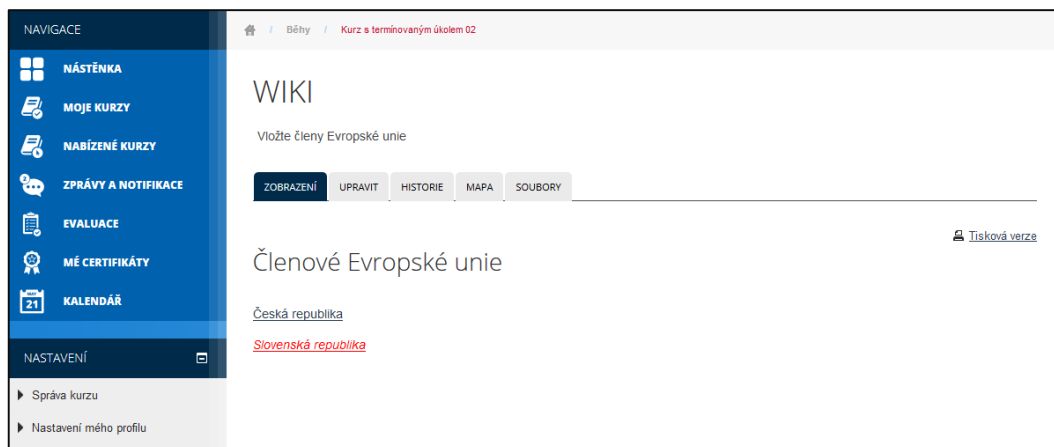 NAVIGACE
NÁSTĚNKA
MOJE KURZY
NABÍZENÉ KURZY
2
ZPRÁVY A NOTIFIKACE
EVALUACE
MÉ CERTIFIKÁTY
MAY
21
KALENDÁŘ
NASTAVENÍ
Správa kurzu
Nastavení mého profilu
/ Běhy / Kurz s termínovaným úkolem 02
WIKI
Vložte členy Evropské unie
ZOBRAZENÍ UPRAVIT HISTORIE MAPA SOUBORY
Tisková verze
Členové Evropské unie
Česká republika
Slovenská republika